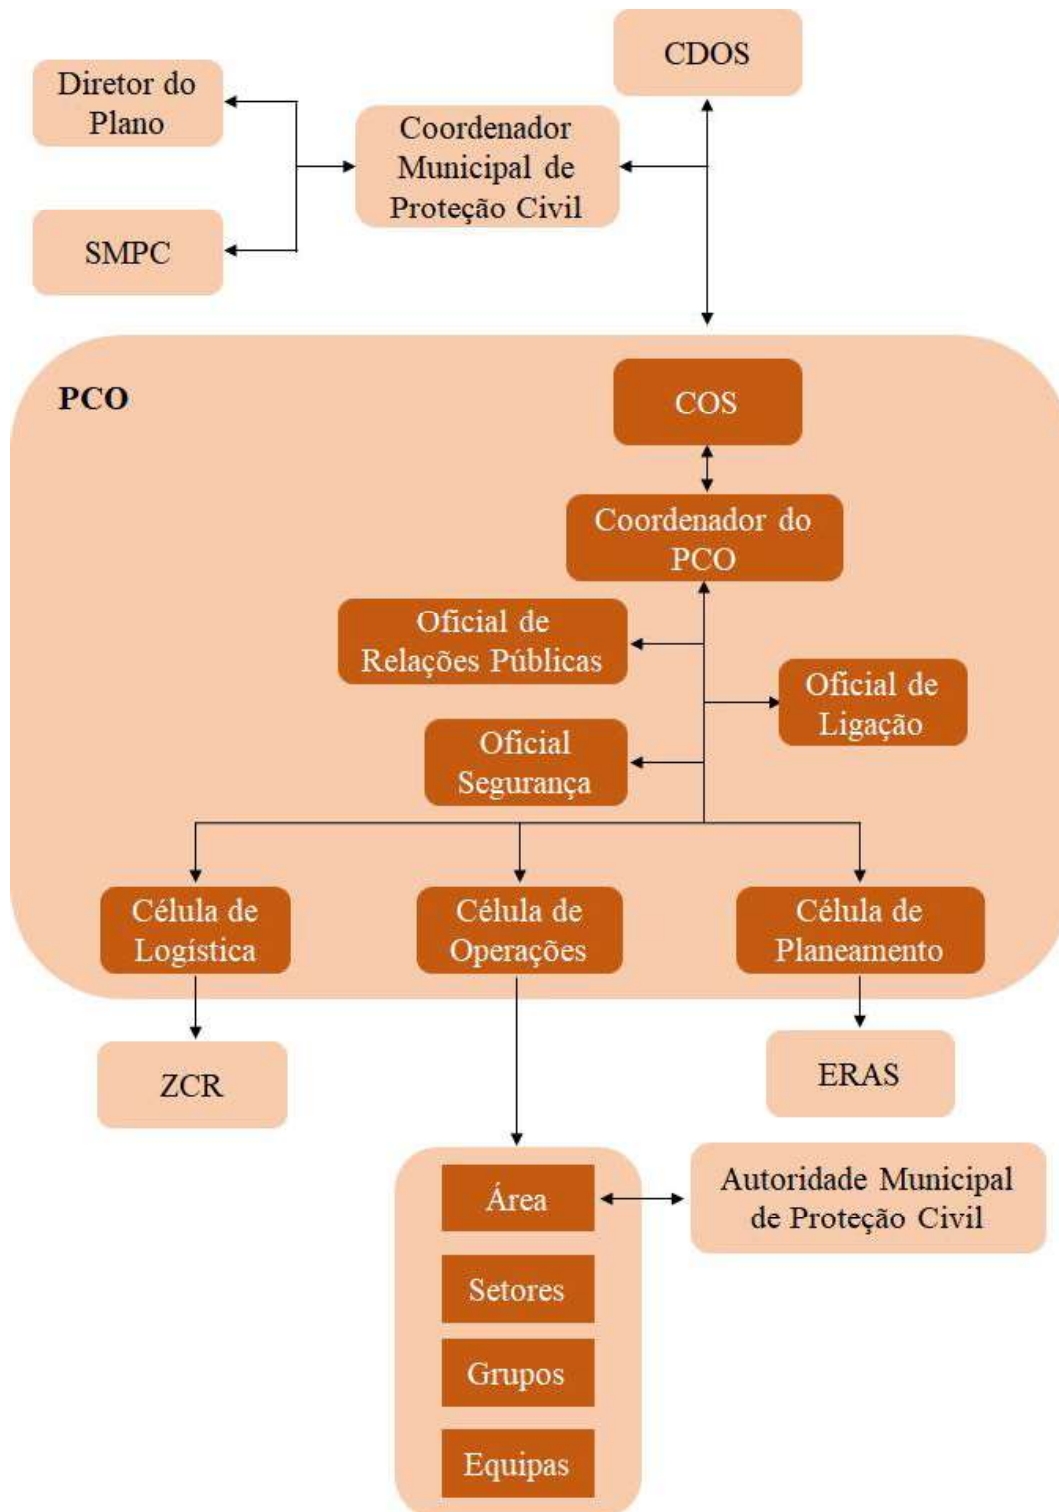 CDOS
Diretor do
Plano
Coordenador
Municipal de
Proteção Civil
SMPC
PCO
COS
Coordenador do
PCO
Oficial de
Relações Públicas
Oficial de
Ligação
Oficial
Segurança
Célula de
Logística
Célula de
Operações
Célula de
Planeamento
ZCR
ERAS
Área
Autoridade Municipal
de Proteção Civil
Setores
Grupos
Equipas